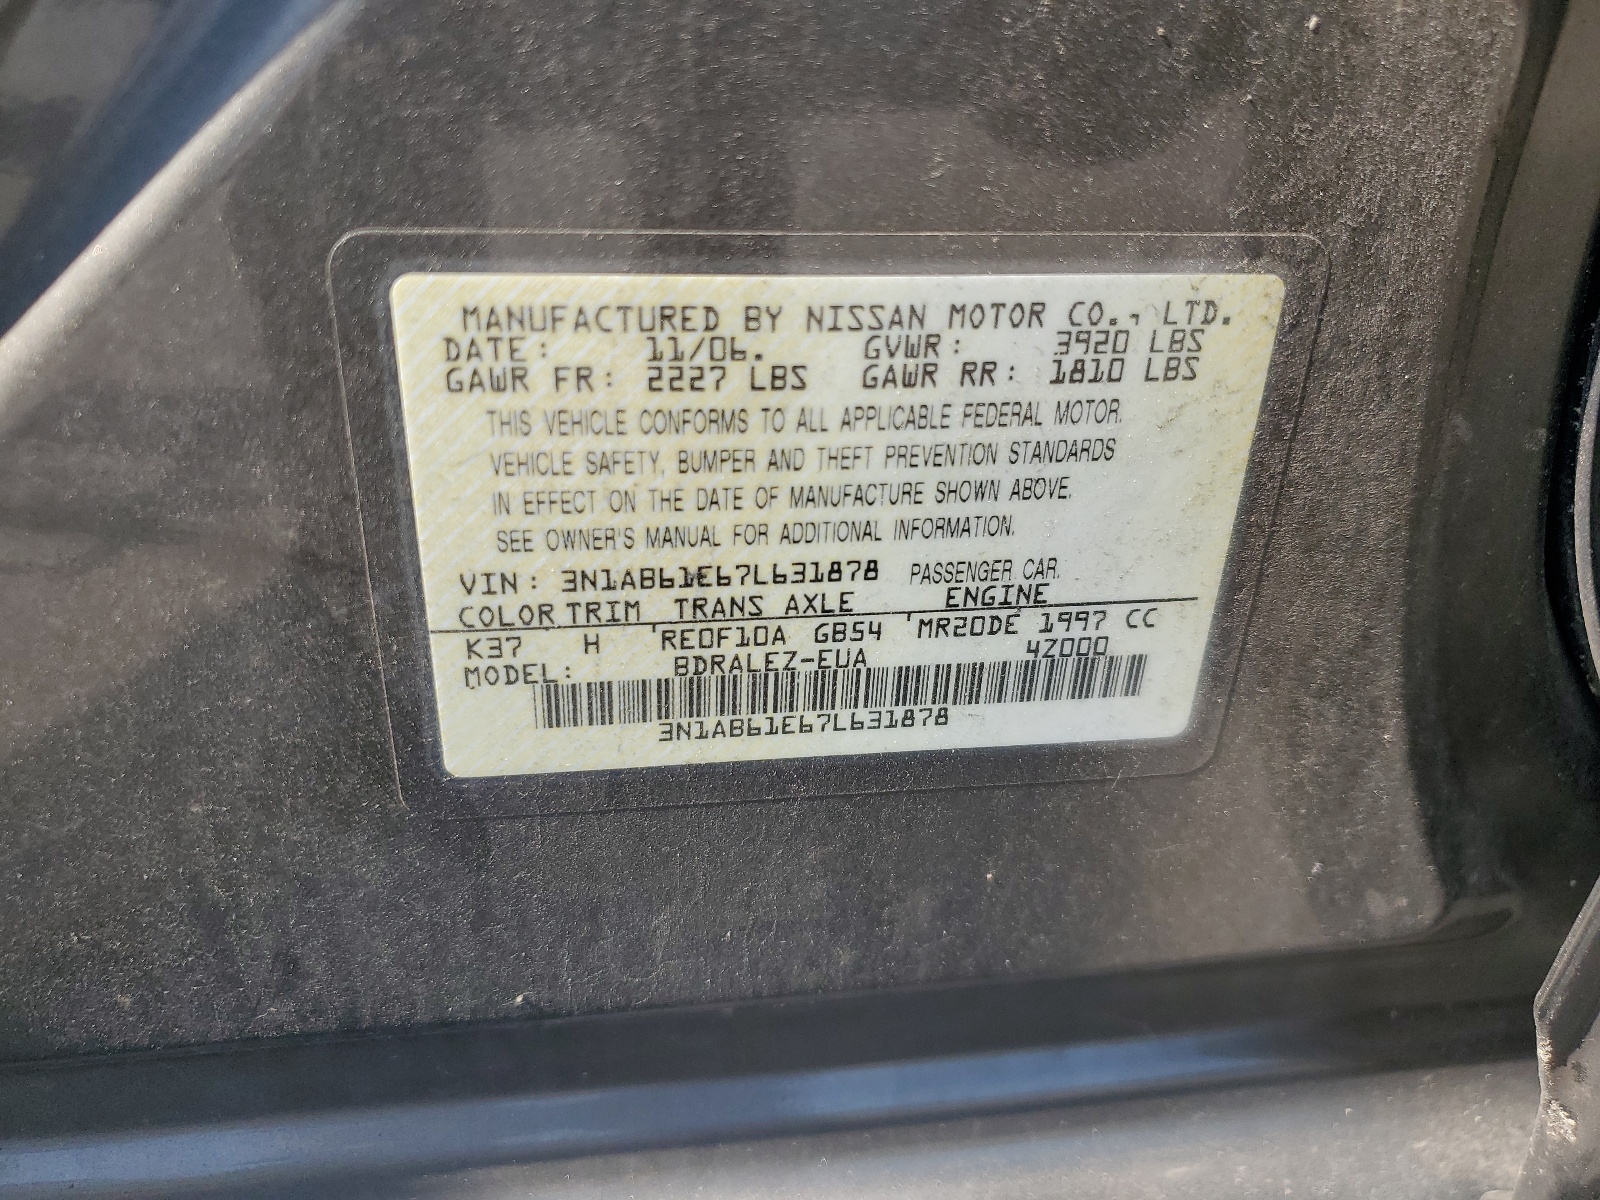 MANUFACTURED BY NISSAN MOTOR CO., LTD.
DATE: 11/06. GVWR: 3920 LBS
GAWR FR: 2227 LBS GAWR RR: 1810 LBS
THIS VEHICLE CONFORMS TO ALL APPLICABLE FEDERAL MOTOR.
VEHICLE SAFETY, BUMPER AND THEFT PREVENTION STANDARDS
IN EFFECT ON THE DATE OF MANUFACTURE SHOWN ABOVE.
SEE OWNER'S MANUAL FOR ADDITIONAL INFORMATION.
VIN: 3N1AB61E67L631878 PASSENGER CAR.
COLOR TRIM TRANS AXLE ENGINE
K37 H RE0F10A GB54 MR20DE 1997 CC
MODEL: BDRALEZ-EUA 4Z000
3N1AB61E67L631878